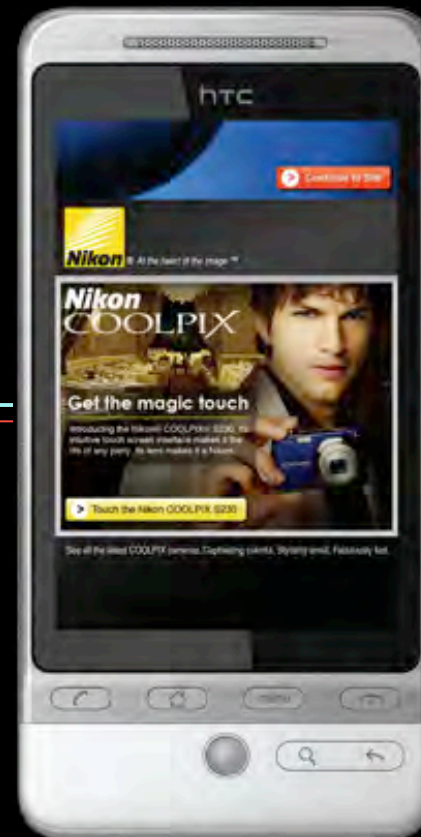 hTC
Continue to Site
Nikon ® At the heart of the image ™
Nikon
COOLPIX
Get the magic touch
Introducing the Nikon® COOLPIX® S230. Its
intuitive touch screen interface makes it the
life of any party. Its lens makes it a Nikon.
Touch the Nikon COOLPIX S230
See all the latest COOLPIX cameras. Captivating colors. Stylishly small. Fabulously fast.
menu